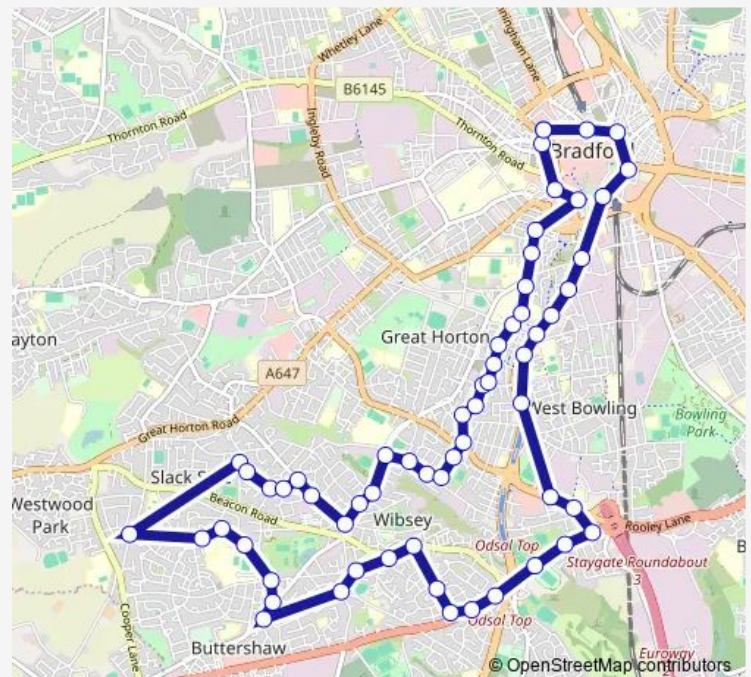 Whetley Lane
B6145
Thornton Road
Thornton Road
Ingleby Road
Bradfo
Great Horton
ayton
A647
West Bowling
Bowling
Park
Great Horton Road
Slack S
Westwood
Park
Beacon Road
Wibsey
Rooley Lane
Odsal Top
Staygate Roundabout
3
Cooper Lane
Odsal Top
Buttershaw
Euroway
© OpenStreetMap contributors